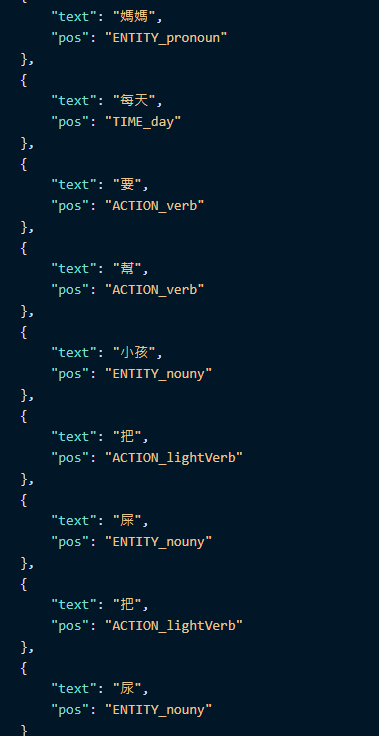 {
"text": "媽媽",
"pos": "ENTITY_pronoun"
},
{
"text": "每天",
"pos": "TIME_day"
},
{
"text": "要",
"pos": "ACTION_verb"
},
{
"text": "幫",
"pos": "ACTION_verb"
},
{
"text": "小孩",
"pos": "ENTITY_nouny"
},
{
"text": "把",
"pos": "ACTION_lightVerb"
},
{
"text": "屎",
"pos": "ENTITY_nouny"
},
{
"text": "把",
"pos": "ACTION_lightVerb"
},
{
"text": "尿",
"pos": "ENTITY_nouny"
}